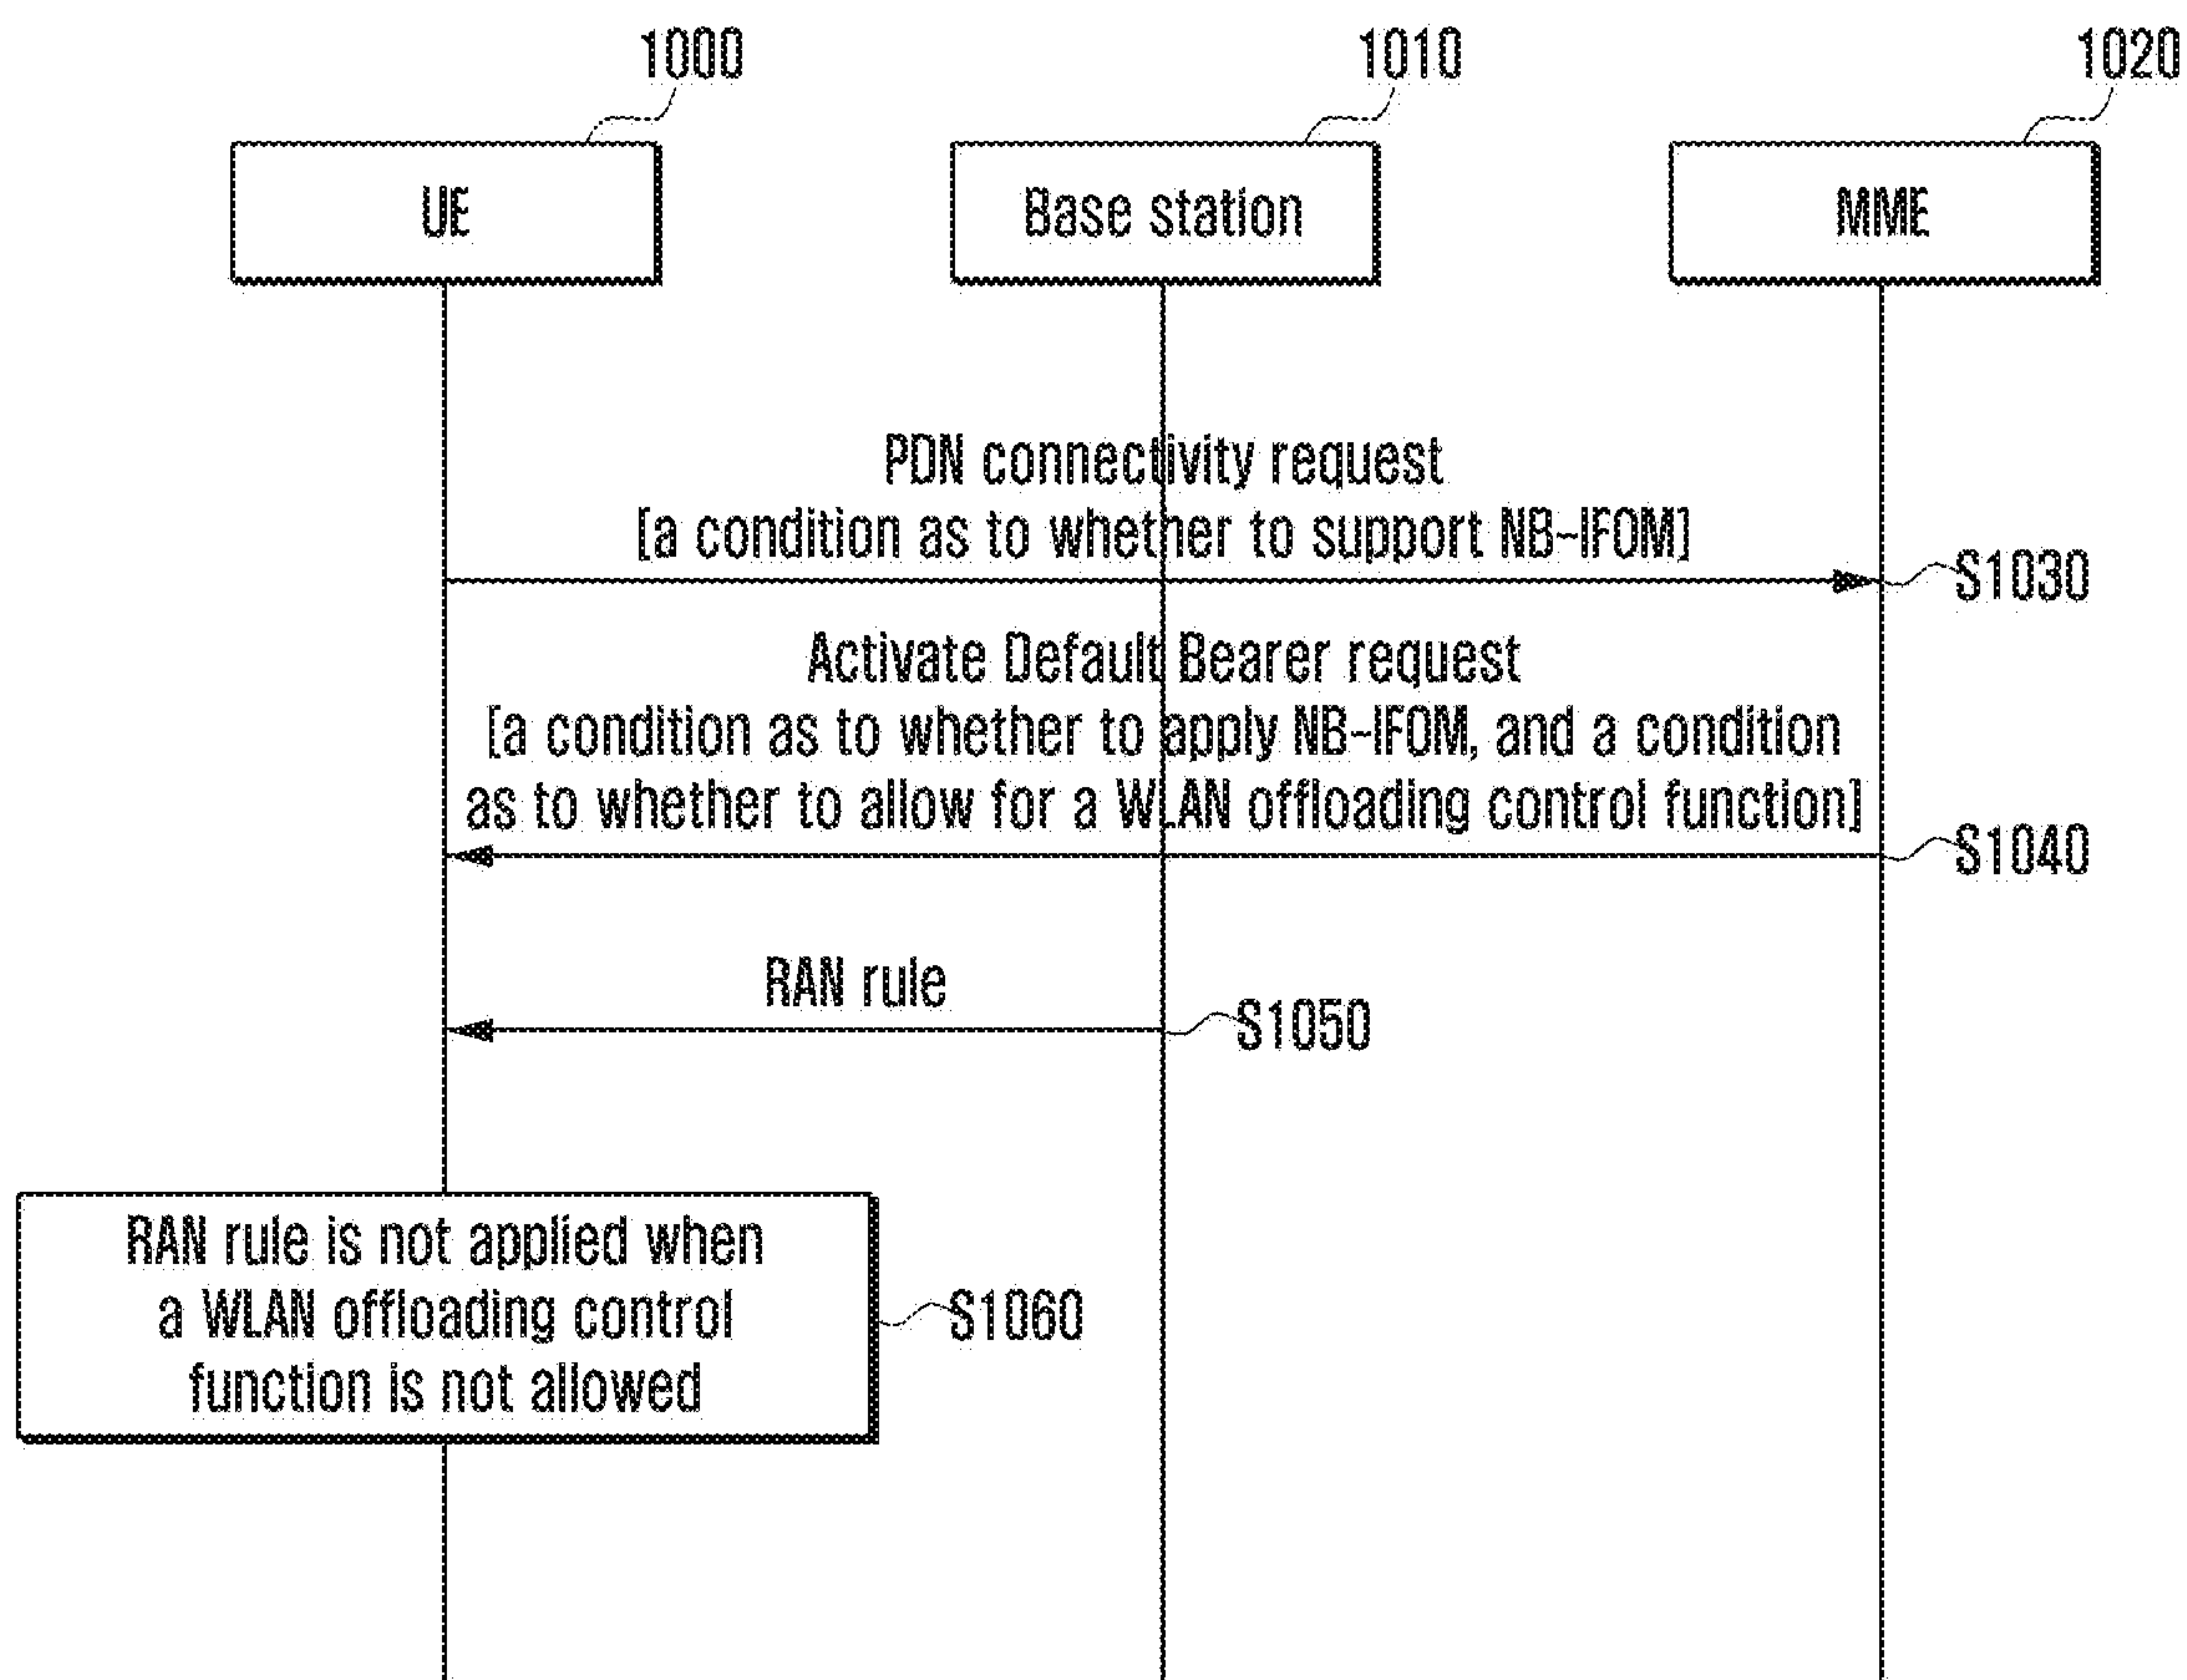 1000
1010
1020
UE
Base station
MME
PDN connectivity request
[a condition as to whether to support NB-IFOM]
S1030
Activate Default Bearer request
[a condition as to whether to apply NB-IFOM, and a condition
as to whether to allow for a WLAN offloading control function]
S1040
RAN rule
S1050
RAN rule is not applied when
a WLAN offloading control
function is not allowed
S1060